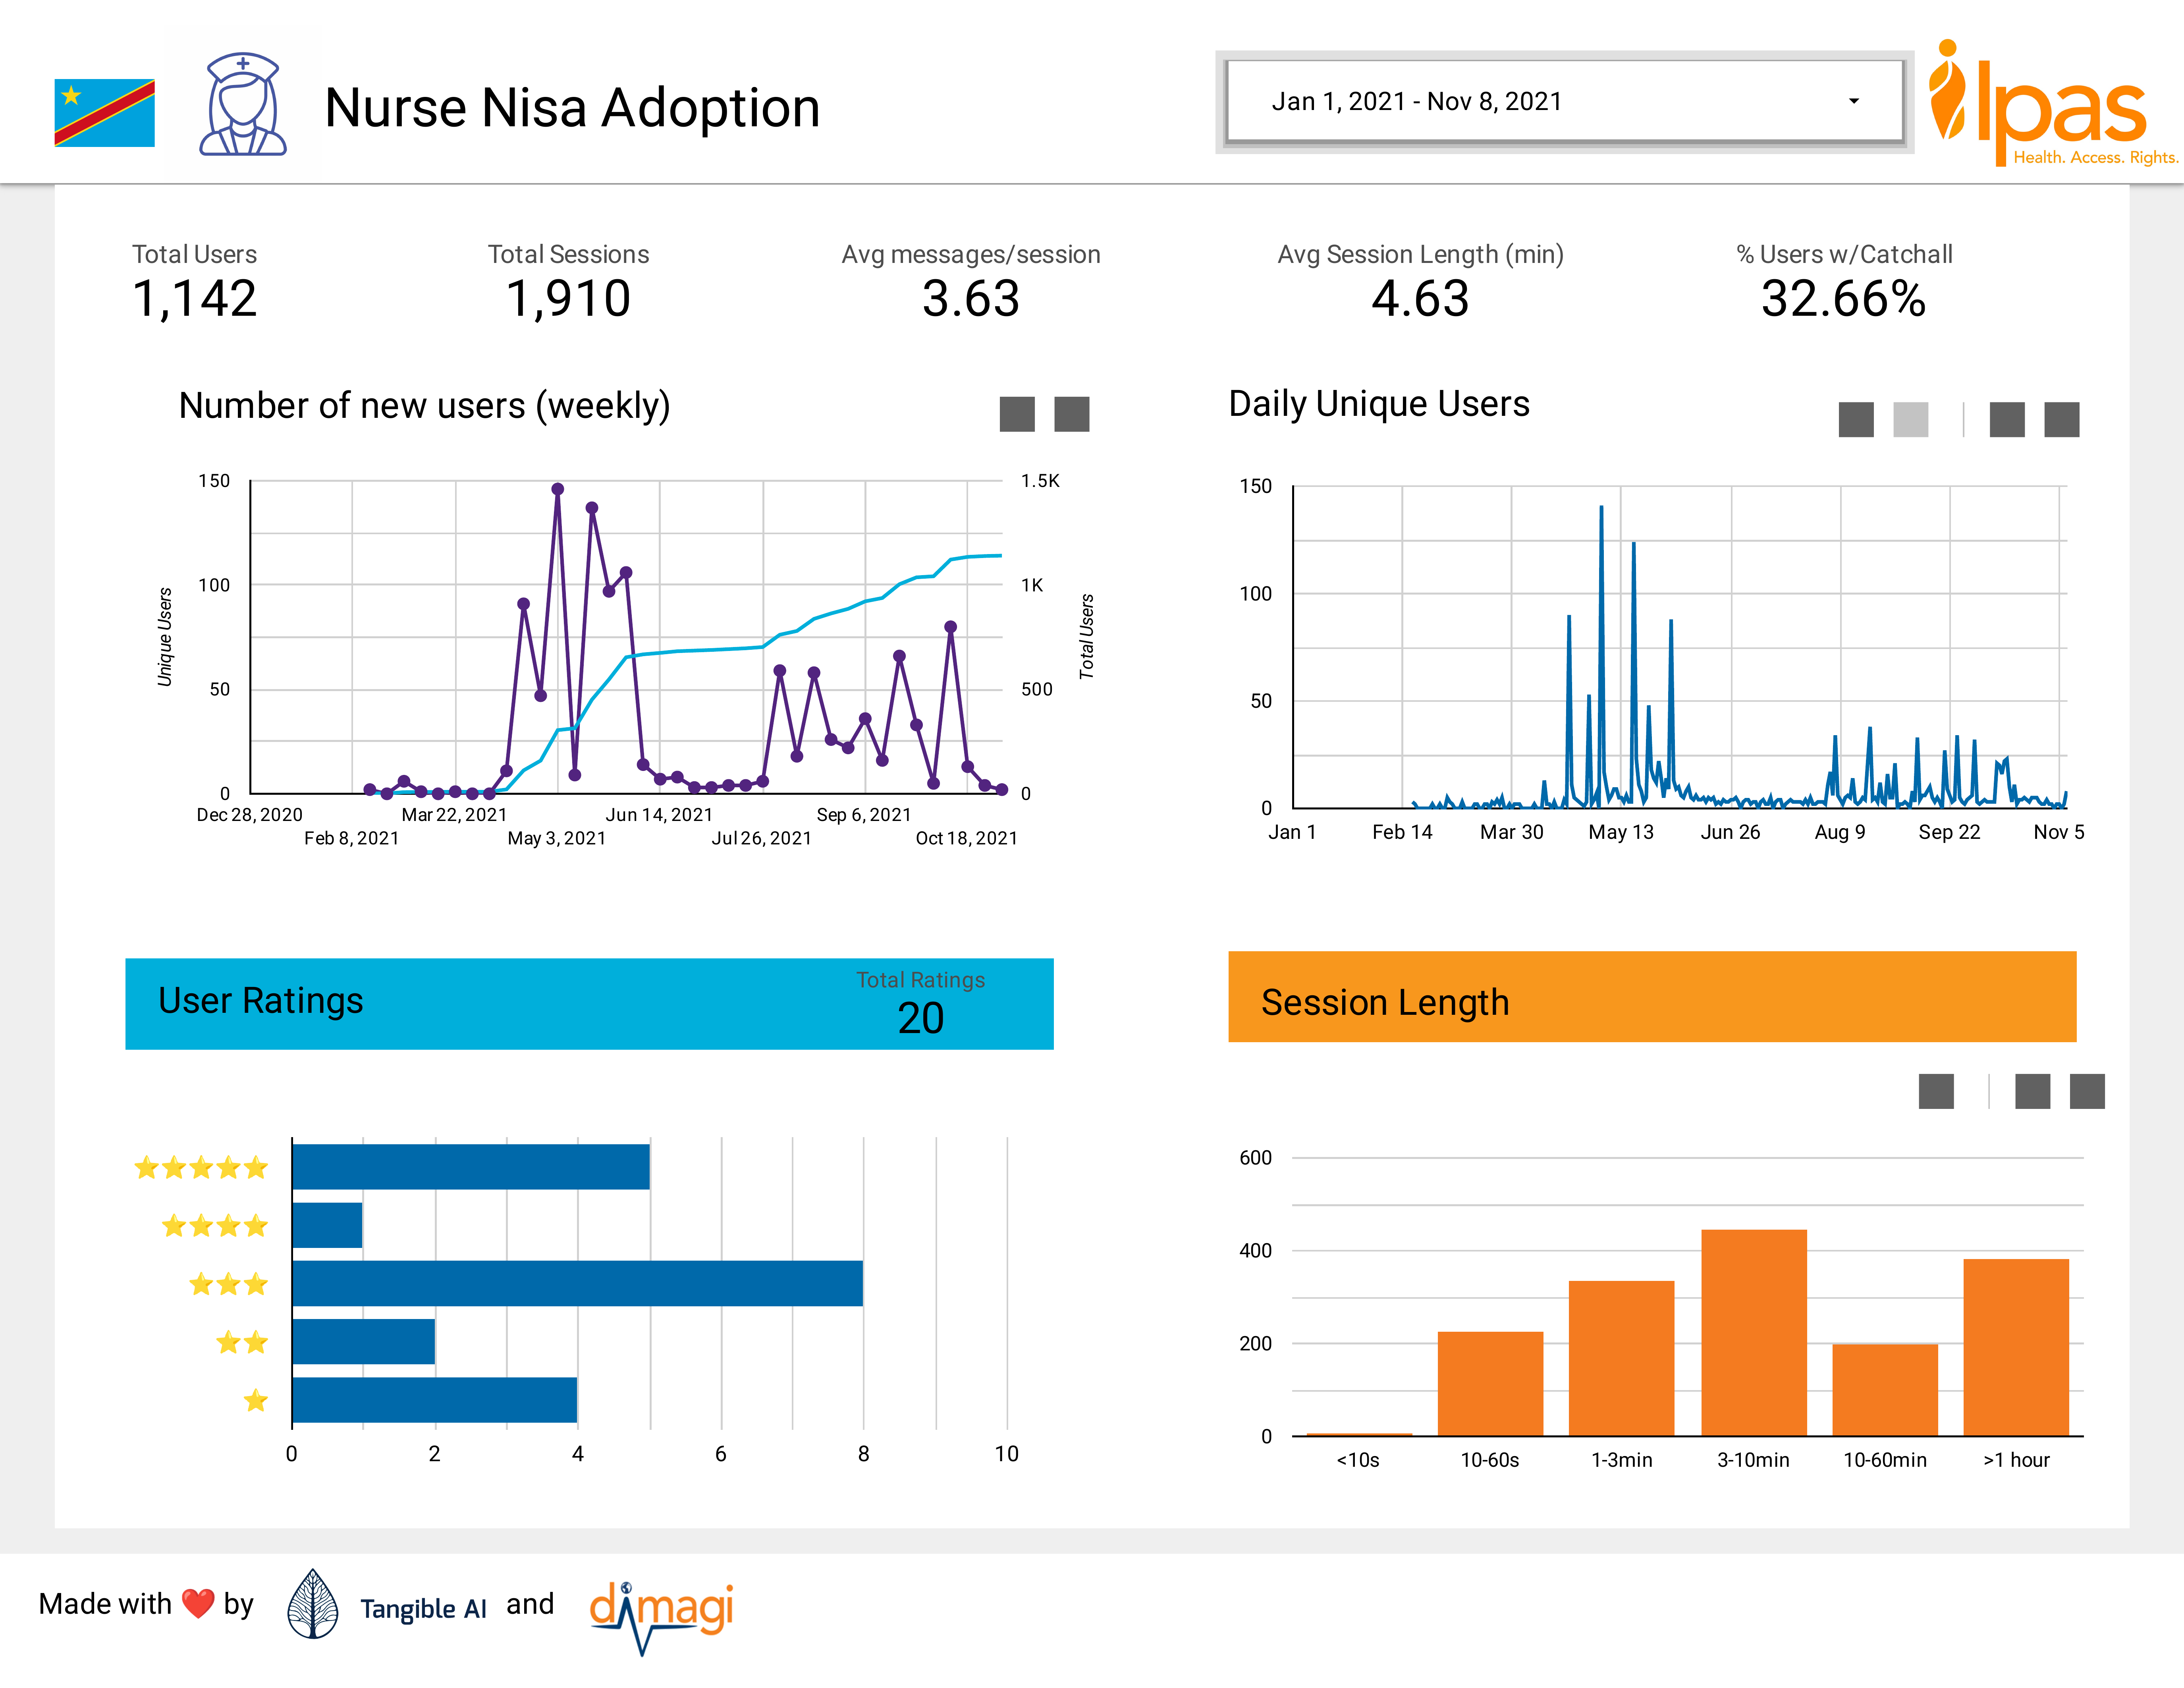 Nurse Nisa Adoption
Jan 1, 2021 - Nov 8, 2021
Ipas
Health. Access. Rights.
Total Users
1,142
Total Sessions
1,910
Avg messages/session
3.63
Avg Session Length (min)
4.63
% Users w/Catchall
32.66%
Number of new users (weekly)
150
100
50
0
Unique Users
1.5K
1K
500
0
Total Users
Dec 28, 2020
Feb 8, 2021
Mar 22, 2021
May 3, 2021
Jun 14, 2021
Jul 26, 2021
Sep 6, 2021
Oct 18, 2021
Daily Unique Users
150
100
50
0
Jan 1
Feb 14
Mar 30
May 13
Jun 26
Aug 9
Sep 22
Nov 5
User Ratings
Total Ratings
20
0
2
4
6
8
10
Session Length
600
400
200
0
<10s
10-60s
1-3min
3-10min
10-60min
>1 hour
Made with ❤️ by
Tangible AI
and
dimagi